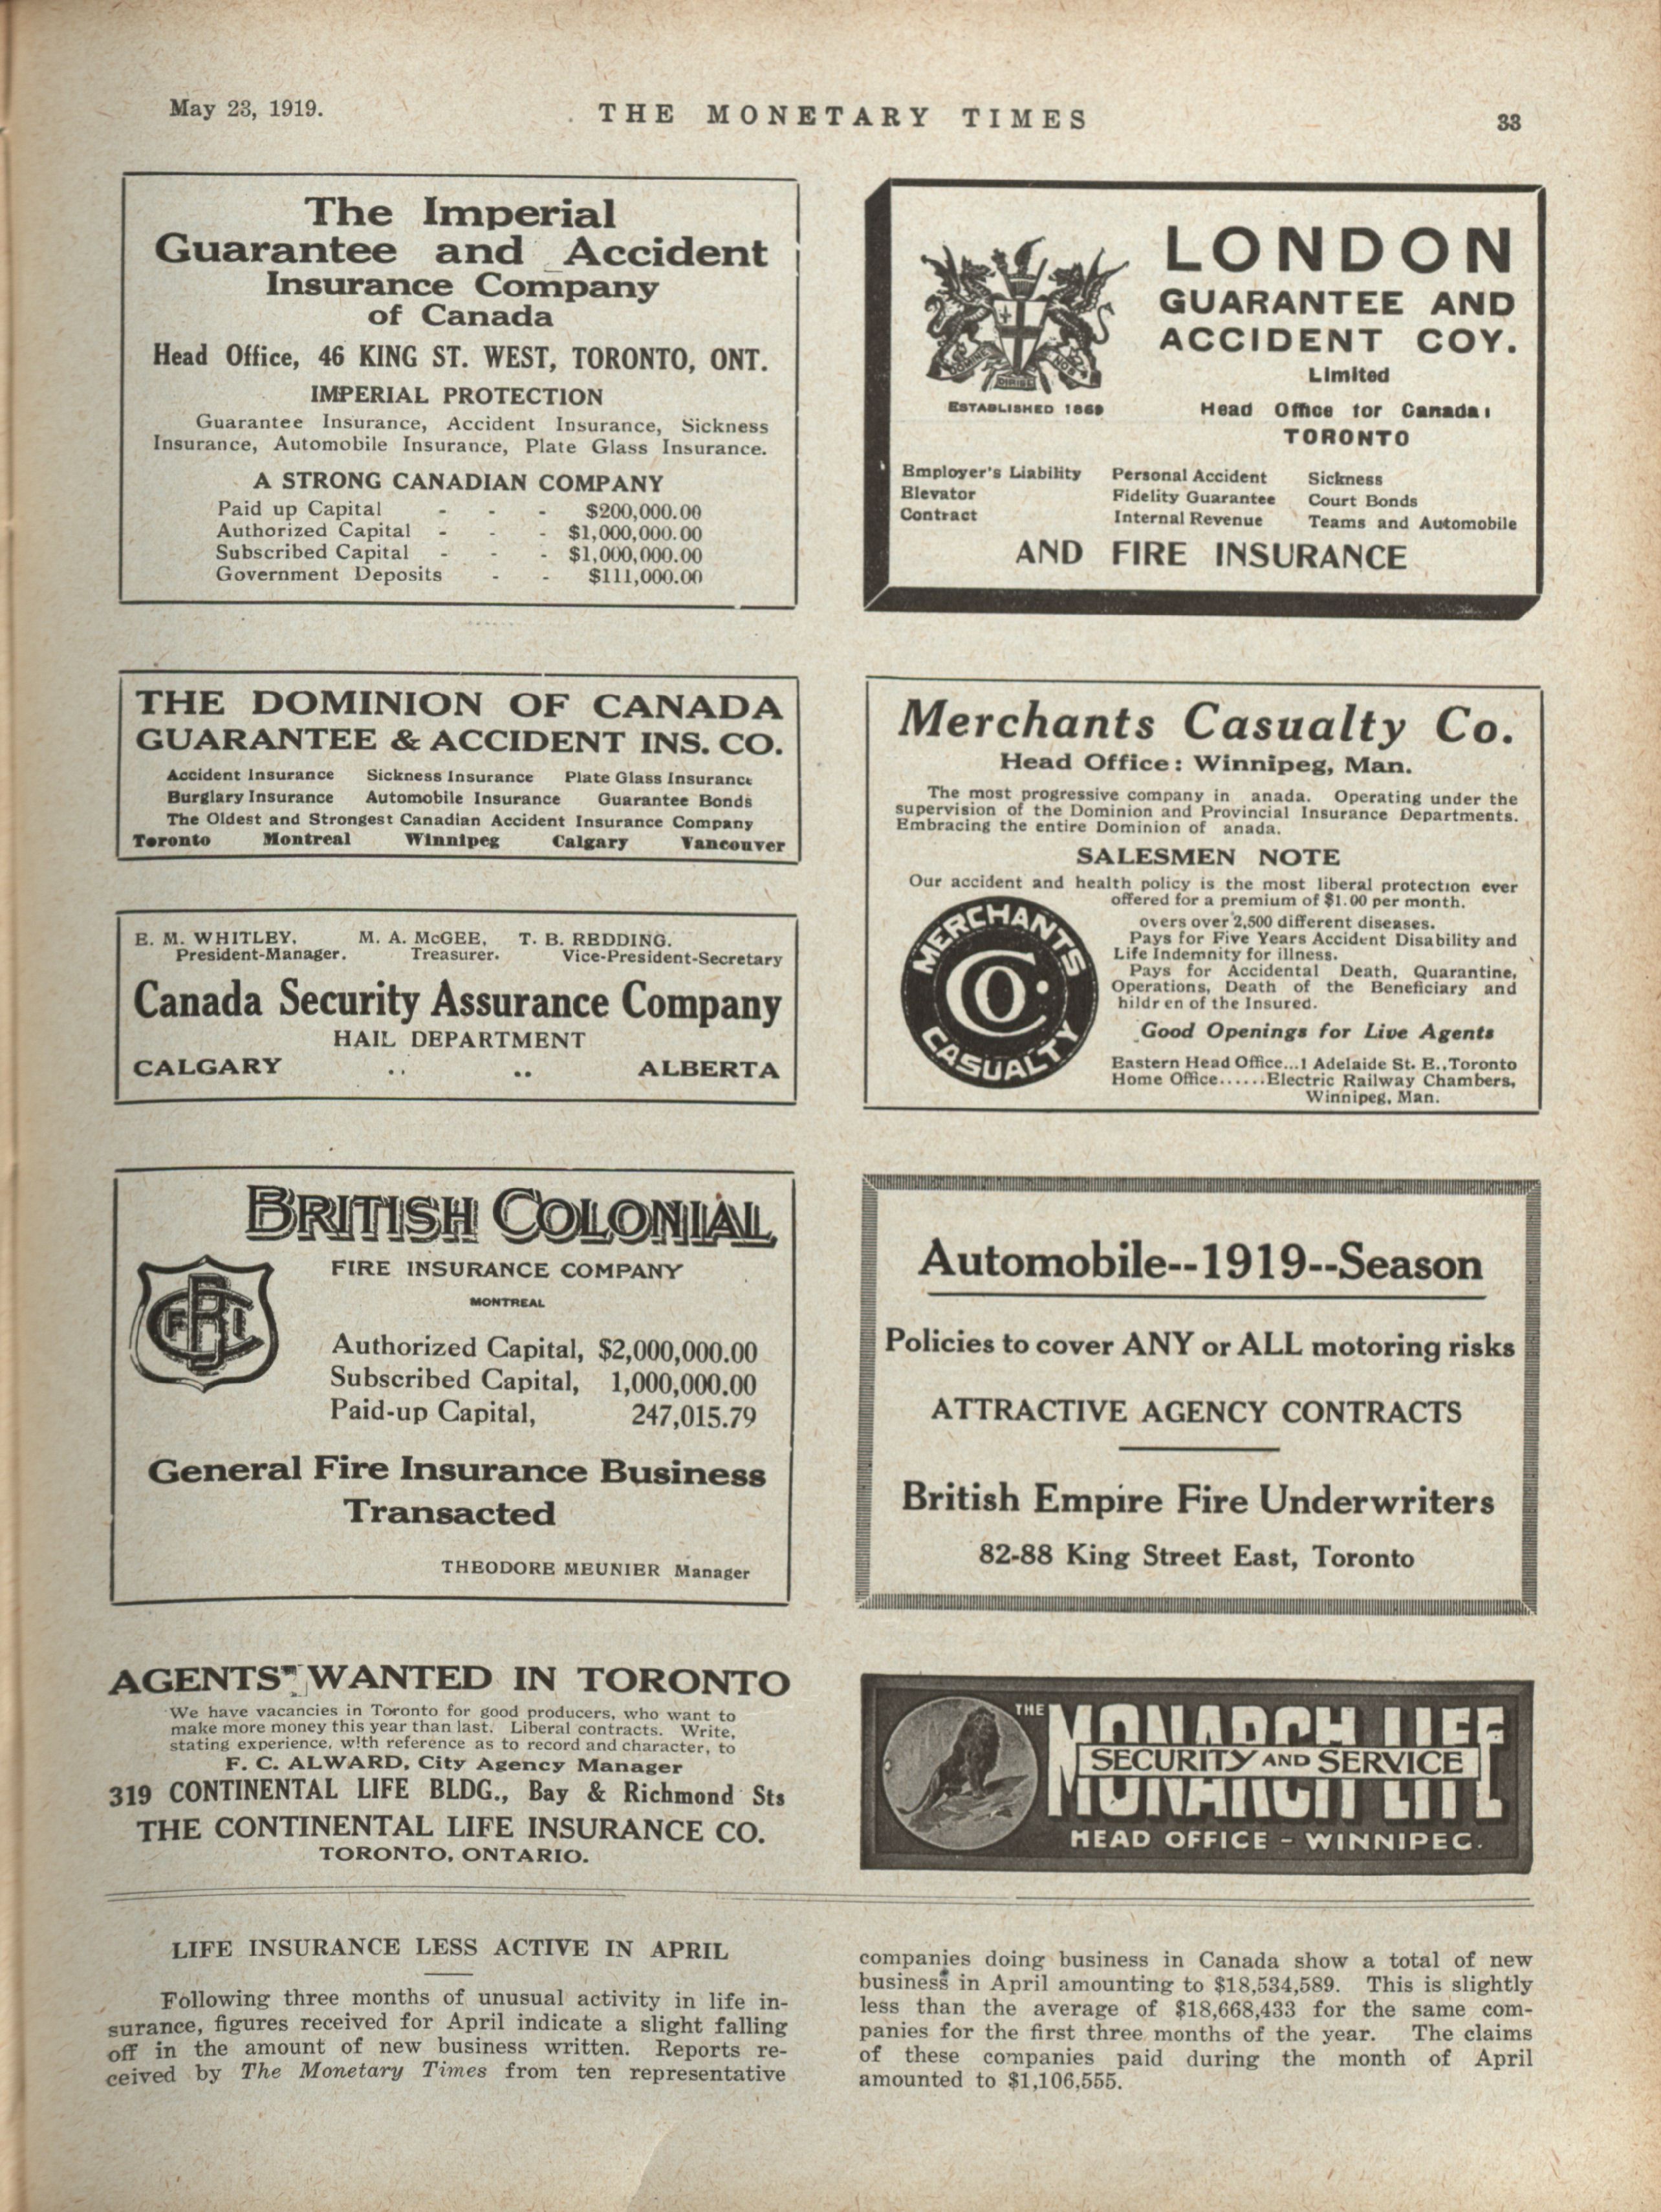 May 23, 1919.
THE MONETARY TIMES
33
The Imperial
Guarantee and Accident
Insurance Company
of Canada
Head Office, 46 KING ST. WEST, TORONTO, ONT.
IMPERIAL PROTECTION
Guarantee Insurance, Accident Insurance, Sickness
Insurance, Automobile Insurance, Plate Glass Insurance.
A STRONG CANADIAN COMPANY
Paid up Capital - - - $200,000.00
Authorized Capital - - - $1,000,000.00
Subscribed Capital - - - $1,000,000.00
Government Deposits - - $111,000.00
THE DOMINION OF CANADA
GUARANTEE & ACCIDENT INS. CO.
Accident Insurance Sickness Insurance Plate Glass Insurance
Burglary Insurance Automobile Insurance Guarantee Bonds
The Oldest and Strongest Canadian Accident Insurance Company
Toronto Montreal Winnipeg Calgary Vancouver
E. M. WHITLEY, M. A. McGEE, T. B. REDDING.
President-Manager. Treasurer. Vice-President-Secretary
Canada Security Assurance Company
HAIL DEPARTMENT
CALGARY .. .. ALBERTA
BRITISH COLONIAL
FIRE INSURANCE COMPANY
MONTREAL
Authorized Capital, $2,000,000.00
Subscribed Capital, 1,000,000.00
Paid-up Capital, 247,015.79
General Fire Insurance Business
Transacted
THEODORE MEUNIER Manager
AGENTS" WANTED IN TORONTO
We have vacancies in Toronto for good producers, who want to
make more money this year than last. Liberal contracts. Write,
stating experience, with reference as to record and character, to
F. C. ALWARD, City Agency Manager
319 CONTINENTAL LIFE BLDG., Bay & Richmond Sts
THE CONTINENTAL LIFE INSURANCE CO.
TORONTO, ONTARIO.
LONDON
GUARANTEE AND
ACCIDENT COY.
Limited
ESTABLISHED 1869
Head Office for Canada:
TORONTO
Employer's Liability Personal Accident Sickness
Elevator Fidelity Guarantee Court Bonds
Contract Internal Revenue Teams and Automobile
AND FIRE INSURANCE
Merchants Casualty Co.
Head Office: Winnipeg, Man.
The most progressive company in anada. Operating under the
supervision of the Dominion and Provincial Insurance Departments.
Embracing the entire Dominion of anada.
SALESMEN NOTE
Our accident and health policy is the most liberal protection ever
offered for a premium of $1.00 per month.
overs over 2,500 different diseases.
Pays for Five Years Accident Disability and
Life Indemnity for illness.
Pays for Accidental Death, Quarantine,
Operations, Death of the Beneficiary and
hildr en of the Insured.
Good Openings for Live Agents
Eastern Head Office...1 Adelaide St. E., Toronto
Home Office......Electric Railway Chambers,
Winnipeg, Man.
MERCHANTS
CO.
CASUALTY
Automobile--1919--Season
Policies to cover ANY or ALL motoring risks
ATTRACTIVE AGENCY CONTRACTS
British Empire Fire Underwriters
82-88 King Street East, Toronto
THE MONARCH LIFE
SECURITY AND SERVICE
HEAD OFFICE - WINNIPEG.
LIFE INSURANCE LESS ACTIVE IN APRIL
Following three months of unusual activity in life in-
surance, figures received for April indicate a slight falling
off in the amount of new business written. Reports re-
ceived by The Monetary Times from ten representative
companies doing business in Canada show a total of new
business in April amounting to $18,534,589. This is slightly
less than the average of $18,668,433 for the same com-
panies for the first three months of the year. The claims
of these companies paid during the month of April
amounted to $1,106,555.